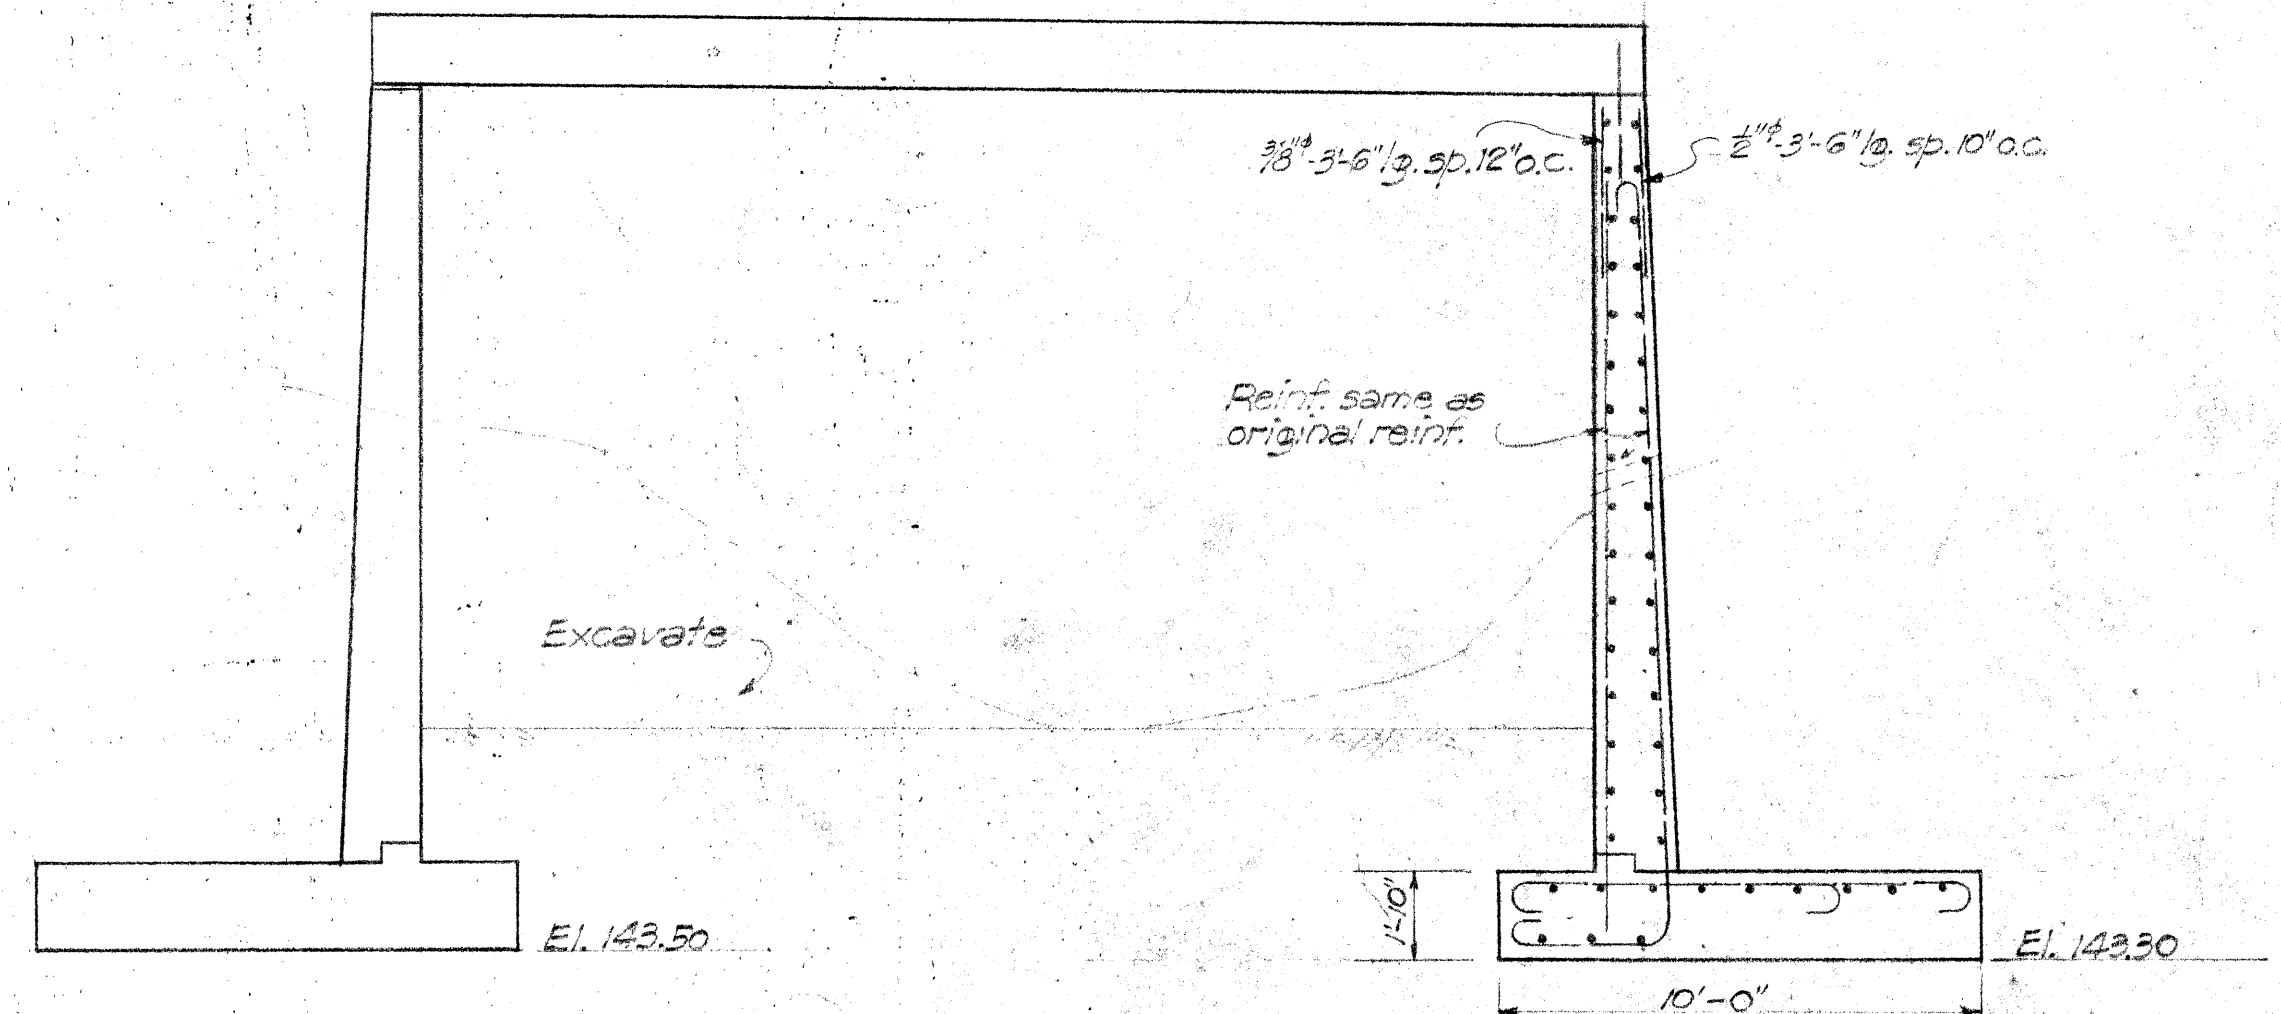 3/8"ϕ-3'-6" lg. sp. 12" o.c.
1/2"ϕ-3'-6" lg. sp. 10" o.c.
Reinf. same as
original reinf.
Excavate
1'-10"
El. 143.50
El. 143.30
10'-0"